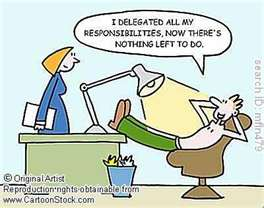 I DELEGATED ALL MY
RESPONSIBILITIES, NOW THERE'S
NOTHING LEFT TO DO.
search ID: mfln479
© Original Artist
Reproduction rights obtainable from
www.CartoonStock.com